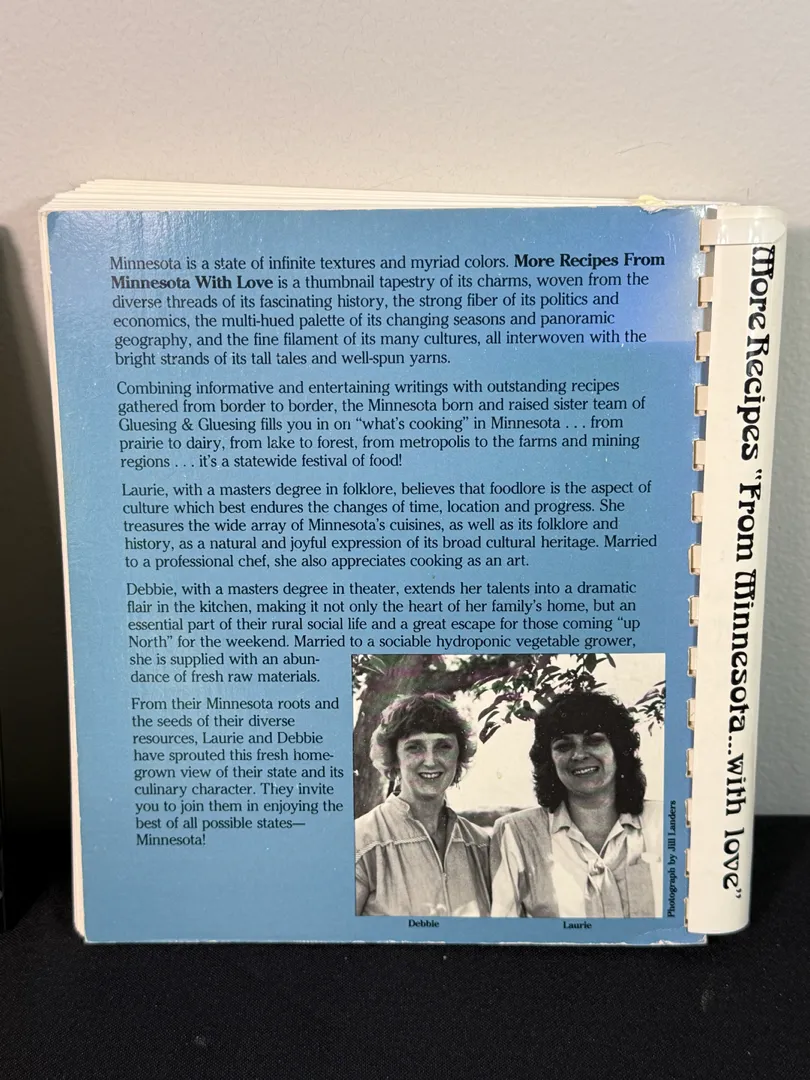 Minnesota is a state of infinite textures and myriad colors. More Recipes From
Minnesota With Love is a thumbnail tapestry of its charms, woven from the
diverse threads of its fascinating history, the strong fiber of its politics and
economics, the multi-hued palette of its changing seasons and panoramic
geography, and the fine filament of its many cultures, all interwoven with the
bright strands of its tall tales and well-spun yarns.
Combining informative and entertaining writings with outstanding recipes
gathered from border to border, the Minnesota born and raised sister team of
Gluesing & Gluesing fills you in on “what's cooking” in Minnesota . . . from
prairie to dairy, from lake to forest, from metropolis to the farms and mining
regions . . . it's a statewide festival of food!
Laurie, with a masters degree in folklore, believes that foodlore is the aspect of
culture which best endures the changes of time, location and progress. She
treasures the wide array of Minnesota's cuisines, as well as its folklore and
history, as a natural and joyful expression of its broad cultural heritage. Married
to a professional chef, she also appreciates cooking as an art.
Debbie, with a masters degree in theater, extends her talents into a dramatic
flair in the kitchen, making it not only the heart of her family's home, but an
essential part of their rural social life and a great escape for those coming “up
North” for the weekend. Married to a sociable hydroponic vegetable grower,
she is supplied with an abun-
dance of fresh raw materials.
From their Minnesota roots and
the seeds of their diverse
resources, Laurie and Debbie
have sprouted this fresh home-
grown view of their state and its
culinary character. They invite
you to join them in enjoying the
best of all possible states—
Minnesota!
Photograph by Jill Landers
Debbie
Laurie
More Recipes “From Minnesota...with love”